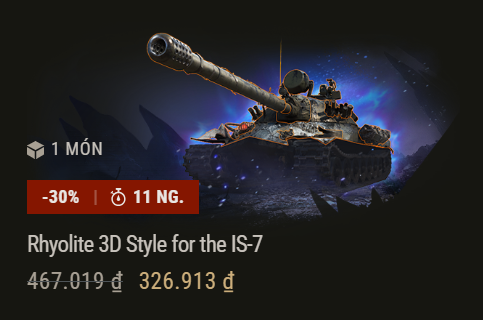 1 MÓN
-30% | 11 NG.
Rhyolite 3D Style for the IS-7
467.019 ₫ 326.913 ₫